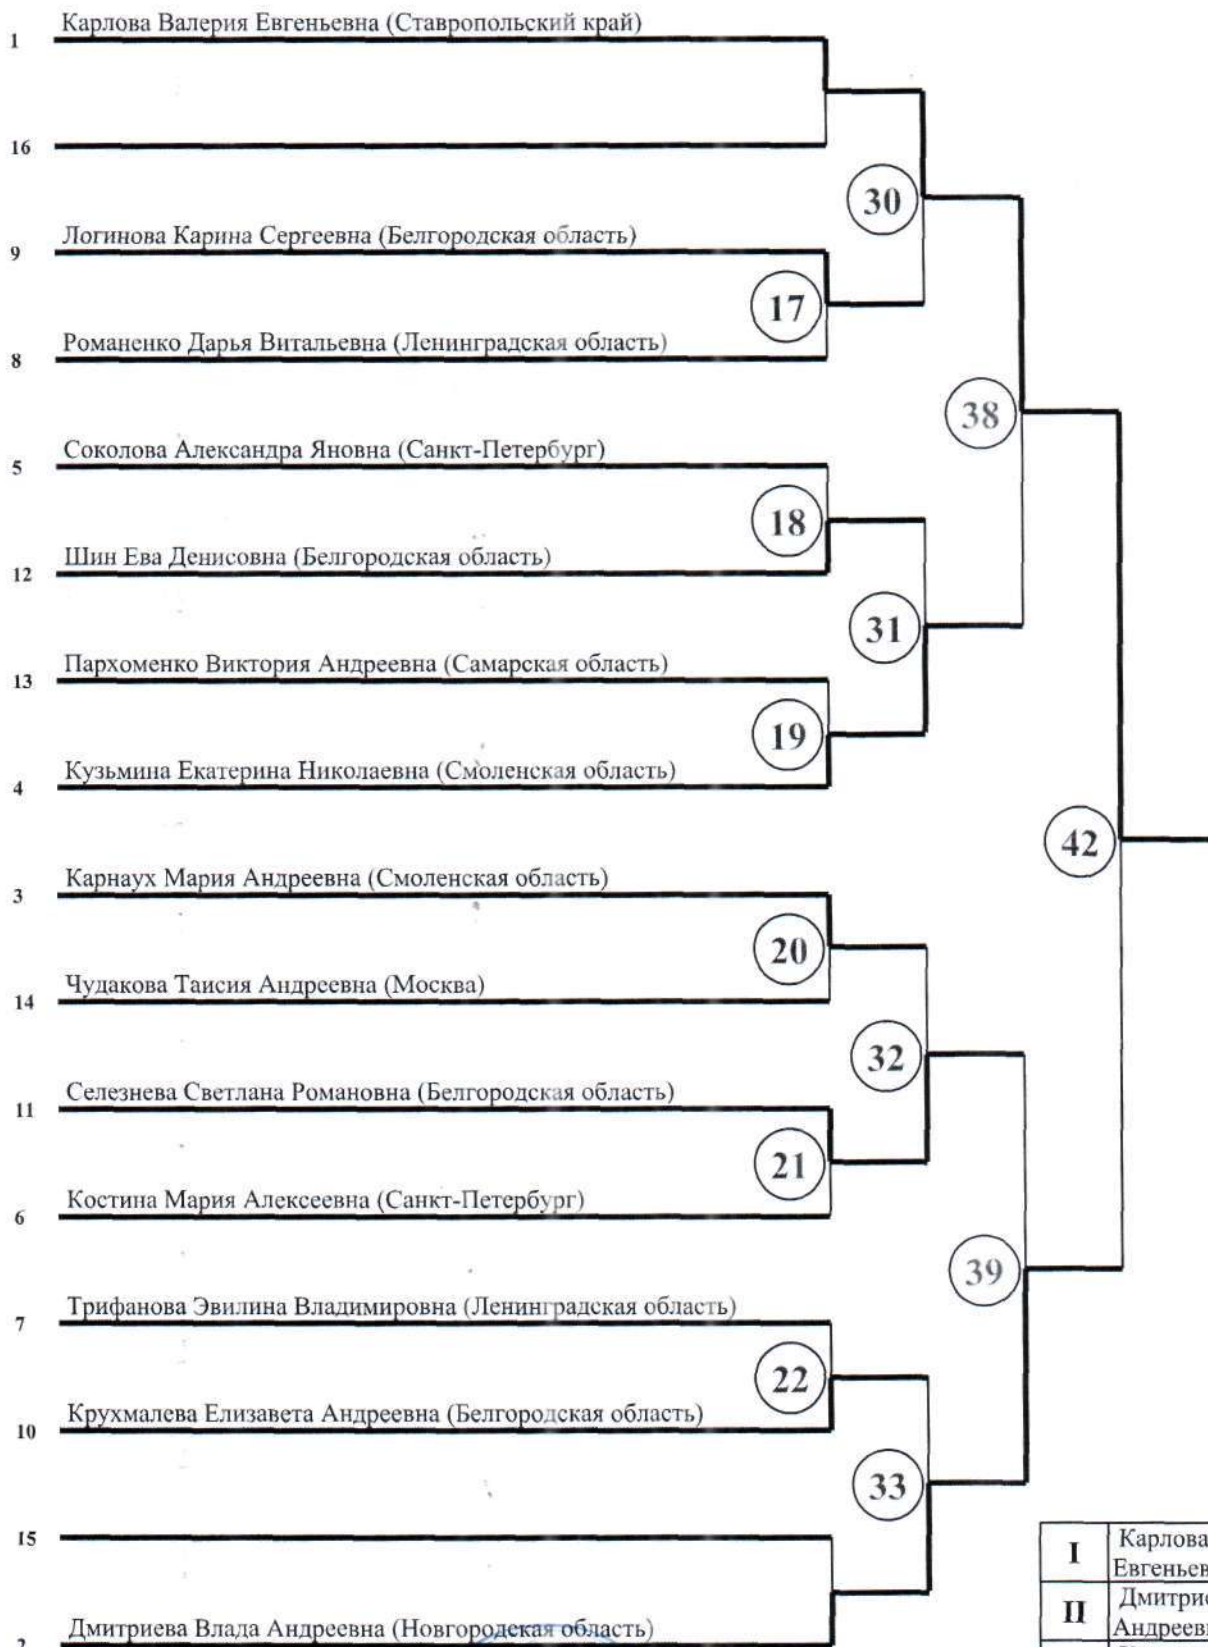 Карлова Валерия Евгеньевна (Ставропольский край)
1
16
30
Логинова Карина Сергеевна (Белгородская область)
9
17
Романенко Дарья Витальевна (Ленинградская область)
8
38
Соколова Александра Яновна (Санкт-Петербург)
5
18
Шин Ева Денисовна (Белгородская область)
12
31
Пархоменко Виктория Андреевна (Самарская область)
13
19
Кузьмина Екатерина Николаевна (Смоленская область)
4
42
Карнаух Мария Андреевна (Смоленская область)
3
20
Чудакова Таисия Андреевна (Москва)
14
32
Селезнева Светлана Романовна (Белгородская область)
11
21
Костина Мария Алексеевна (Санкт-Петербург)
6
39
Трифанова Эвилина Владимировна (Ленинградская область)
7
22
Крухмалева Елизавета Андреевна (Белгородская область)
10
33
15
I Карлова
Евгеньев
II Дмитрие
Андреевн
Дмитриева Влада Андреевна (Новгородская область)
2